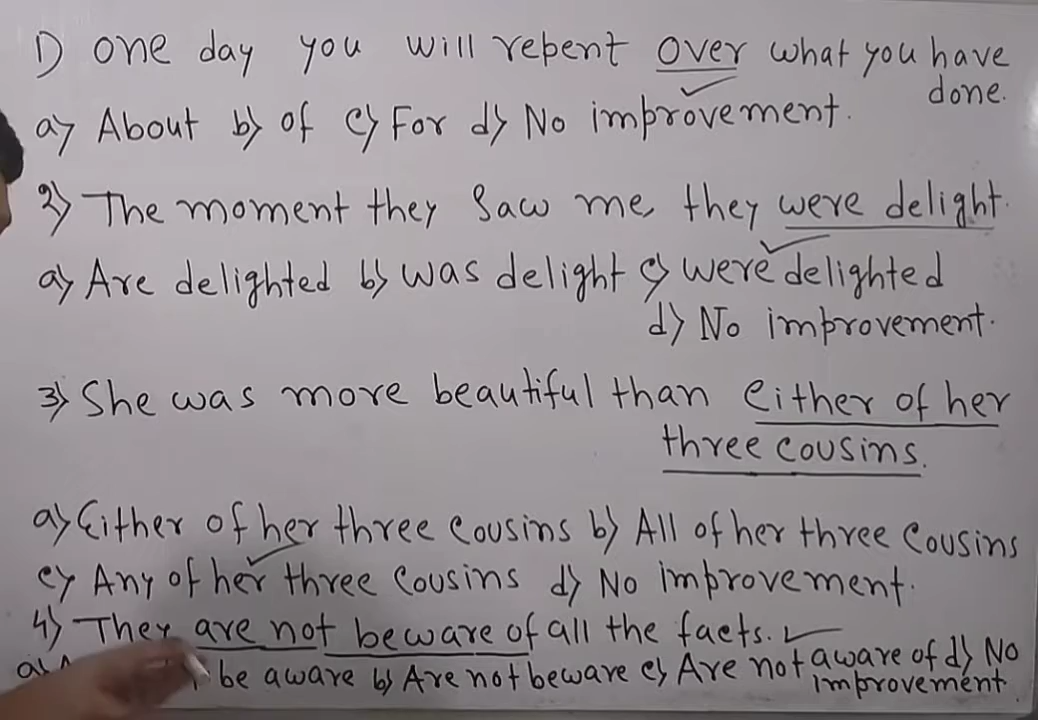 1) one day you will repent over what you have
done.
a) About b) of c) For d) No improvement.
2) The moment they Saw me, they were delight.
a) Are delighted b) was delight c) were delighted
d) No improvement.
3) She was more beautiful than either of her
three cousins.
a) Either of her three cousins b) All of her three Cousins
c) Any of her three Cousins d) No improvement.
4) They are not beware of all the facts.
a) be aware b) Are not beware c) Are not aware of d) No
improvement